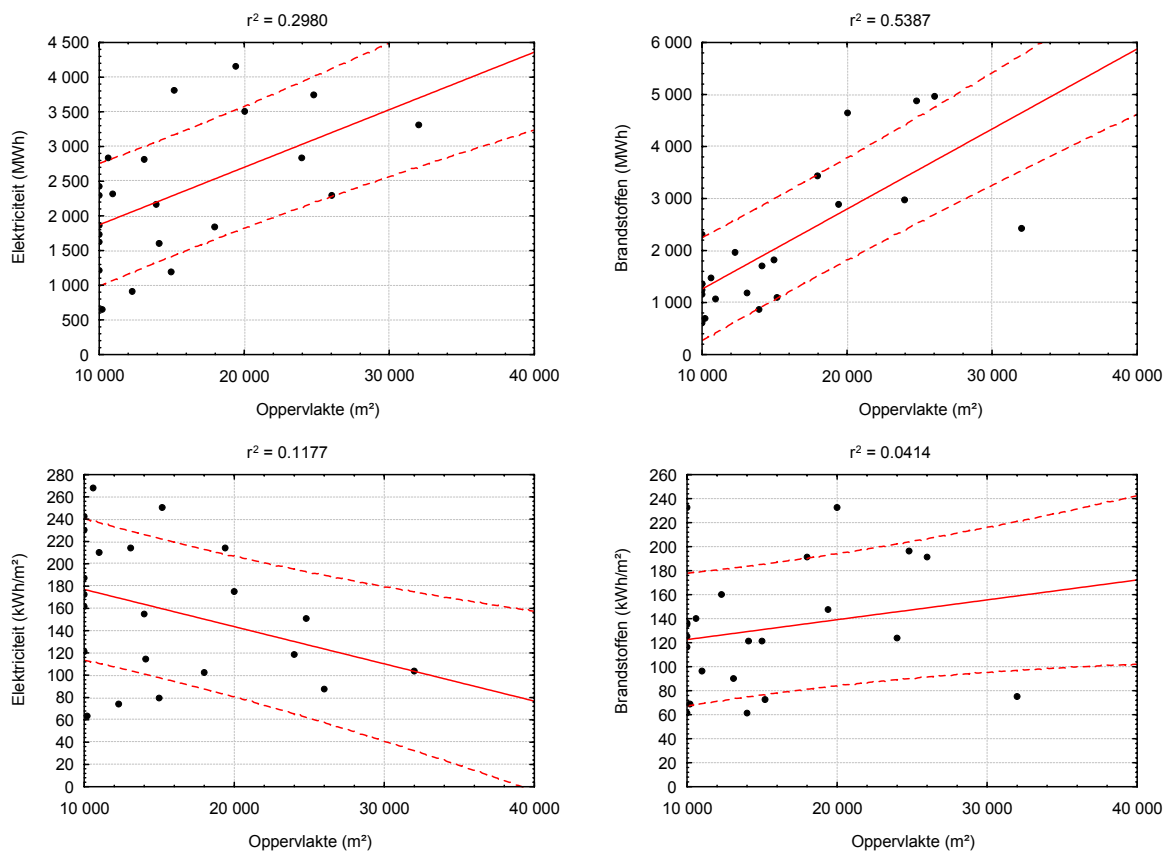 r² = 0.2980
4 500
4 000
3 500
3 000
2 500
2 000
1 500
1 000
500
0
Elektriciteit (MWh)
10 000 20 000 30 000 40 000
Oppervlakte (m²)
r² = 0.5387
6 000
5 000
4 000
3 000
2 000
1 000
0
Brandstoffen (MWh)
10 000 20 000 30 000 40 000
Oppervlakte (m²)
r² = 0.1177
280
260
240
220
200
180
160
140
120
100
80
60
40
20
0
Elektriciteit (kWh/m²)
10 000 20 000 30 000 40 000
Oppervlakte (m²)
r² = 0.0414
260
240
220
200
180
160
140
120
100
80
60
40
20
0
Brandstoffen (kWh/m²)
10 000 20 000 30 000 40 000
Oppervlakte (m²)